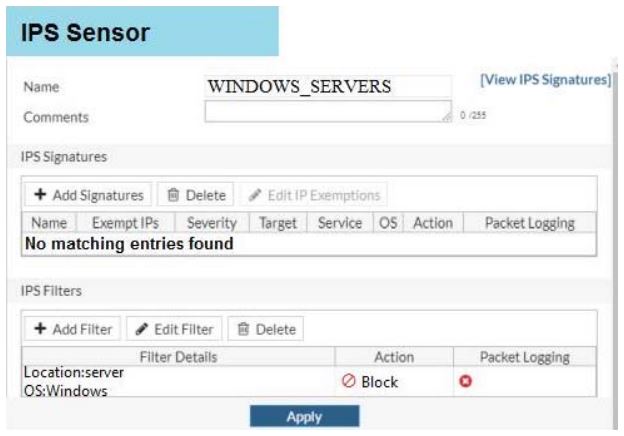 IPS Sensor
Name WINDOWS_SERVERS [View IPS Signatures]
Comments 0 /255
IPS Signatures
+ Add Signatures Delete Edit IP Exemptions
Name Exempt IPs Severity Target Service OS Action Packet Logging
No matching entries found
IPS Filters
+ Add Filter Edit Filter Delete
Filter Details Action Packet Logging
Location:server
OS:Windows Block
Apply